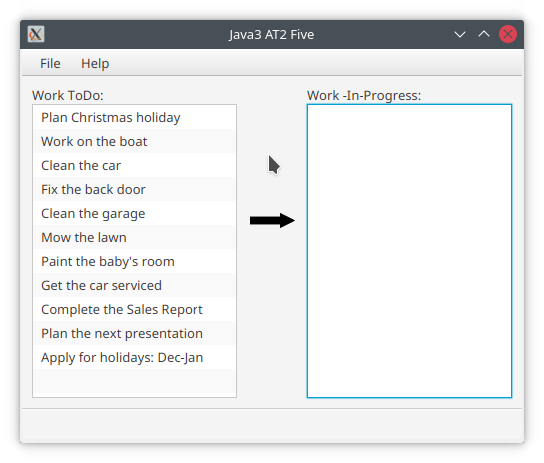 Java3 AT2 Five
File Help
Work ToDo:
Plan Christmas holiday
Work on the boat
Clean the car
Fix the back door
Clean the garage
Mow the lawn
Paint the baby's room
Get the car serviced
Complete the Sales Report
Plan the next presentation
Apply for holidays: Dec-Jan
Work -In-Progress: